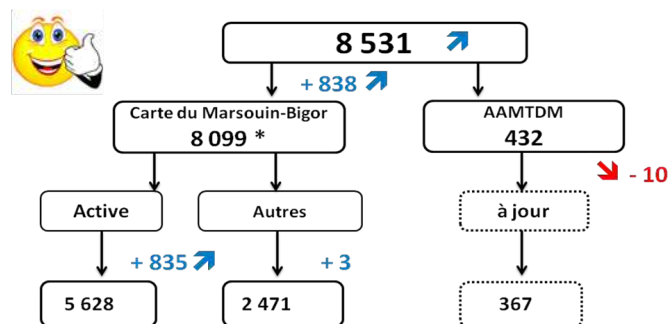 8 531
+ 838
Carte du Marsouin-Bigor
8 099 *
AAMTDM
432
- 10
Active
Autres
à jour
+ 835
+ 3
5 628
2 471
367